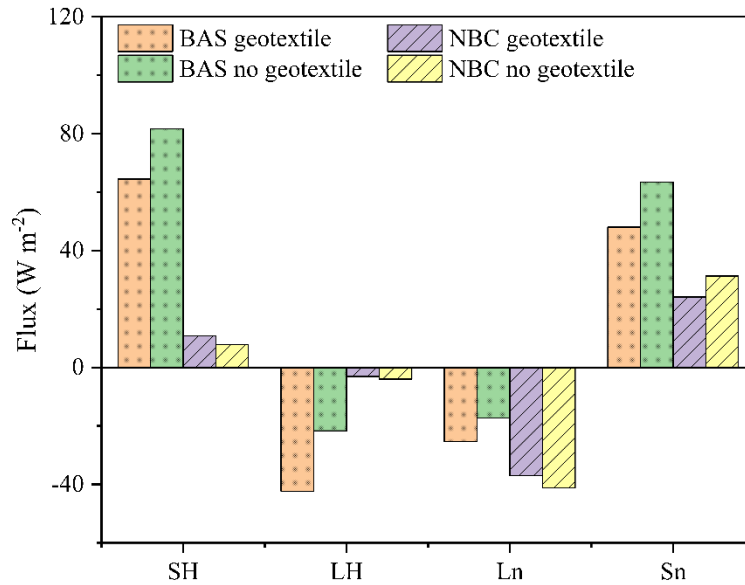 120
80
40
0
-40
Flux (W m-2)
BAS geotextile
NBC geotextile
BAS no geotextile
NBC no geotextile
SH
LH
Ln
Sn